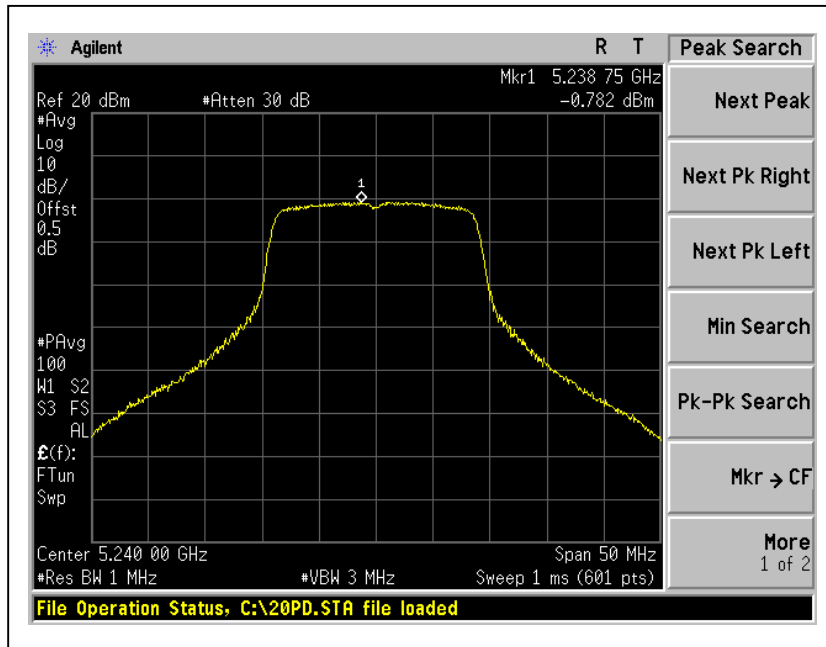 Agilent
R T
Peak Search
Mkr1 5.238 75 GHz
Ref 20 dBm #Atten 30 dB -0.782 dBm
#Avg
Log
10
dB/
Offst
0.5
dB
1
#PAvg
100
W1 S2
S3 FS
AL
£(f):
FTun
Swp
Center 5.240 00 GHz Span 50 MHz
#Res BW 1 MHz #VBW 3 MHz Sweep 1 ms (601 pts)
File Operation Status, C:\20PD.STA file loaded
Next Peak
Next Pk Right
Next Pk Left
Min Search
Pk-Pk Search
Mkr → CF
More
1 of 2